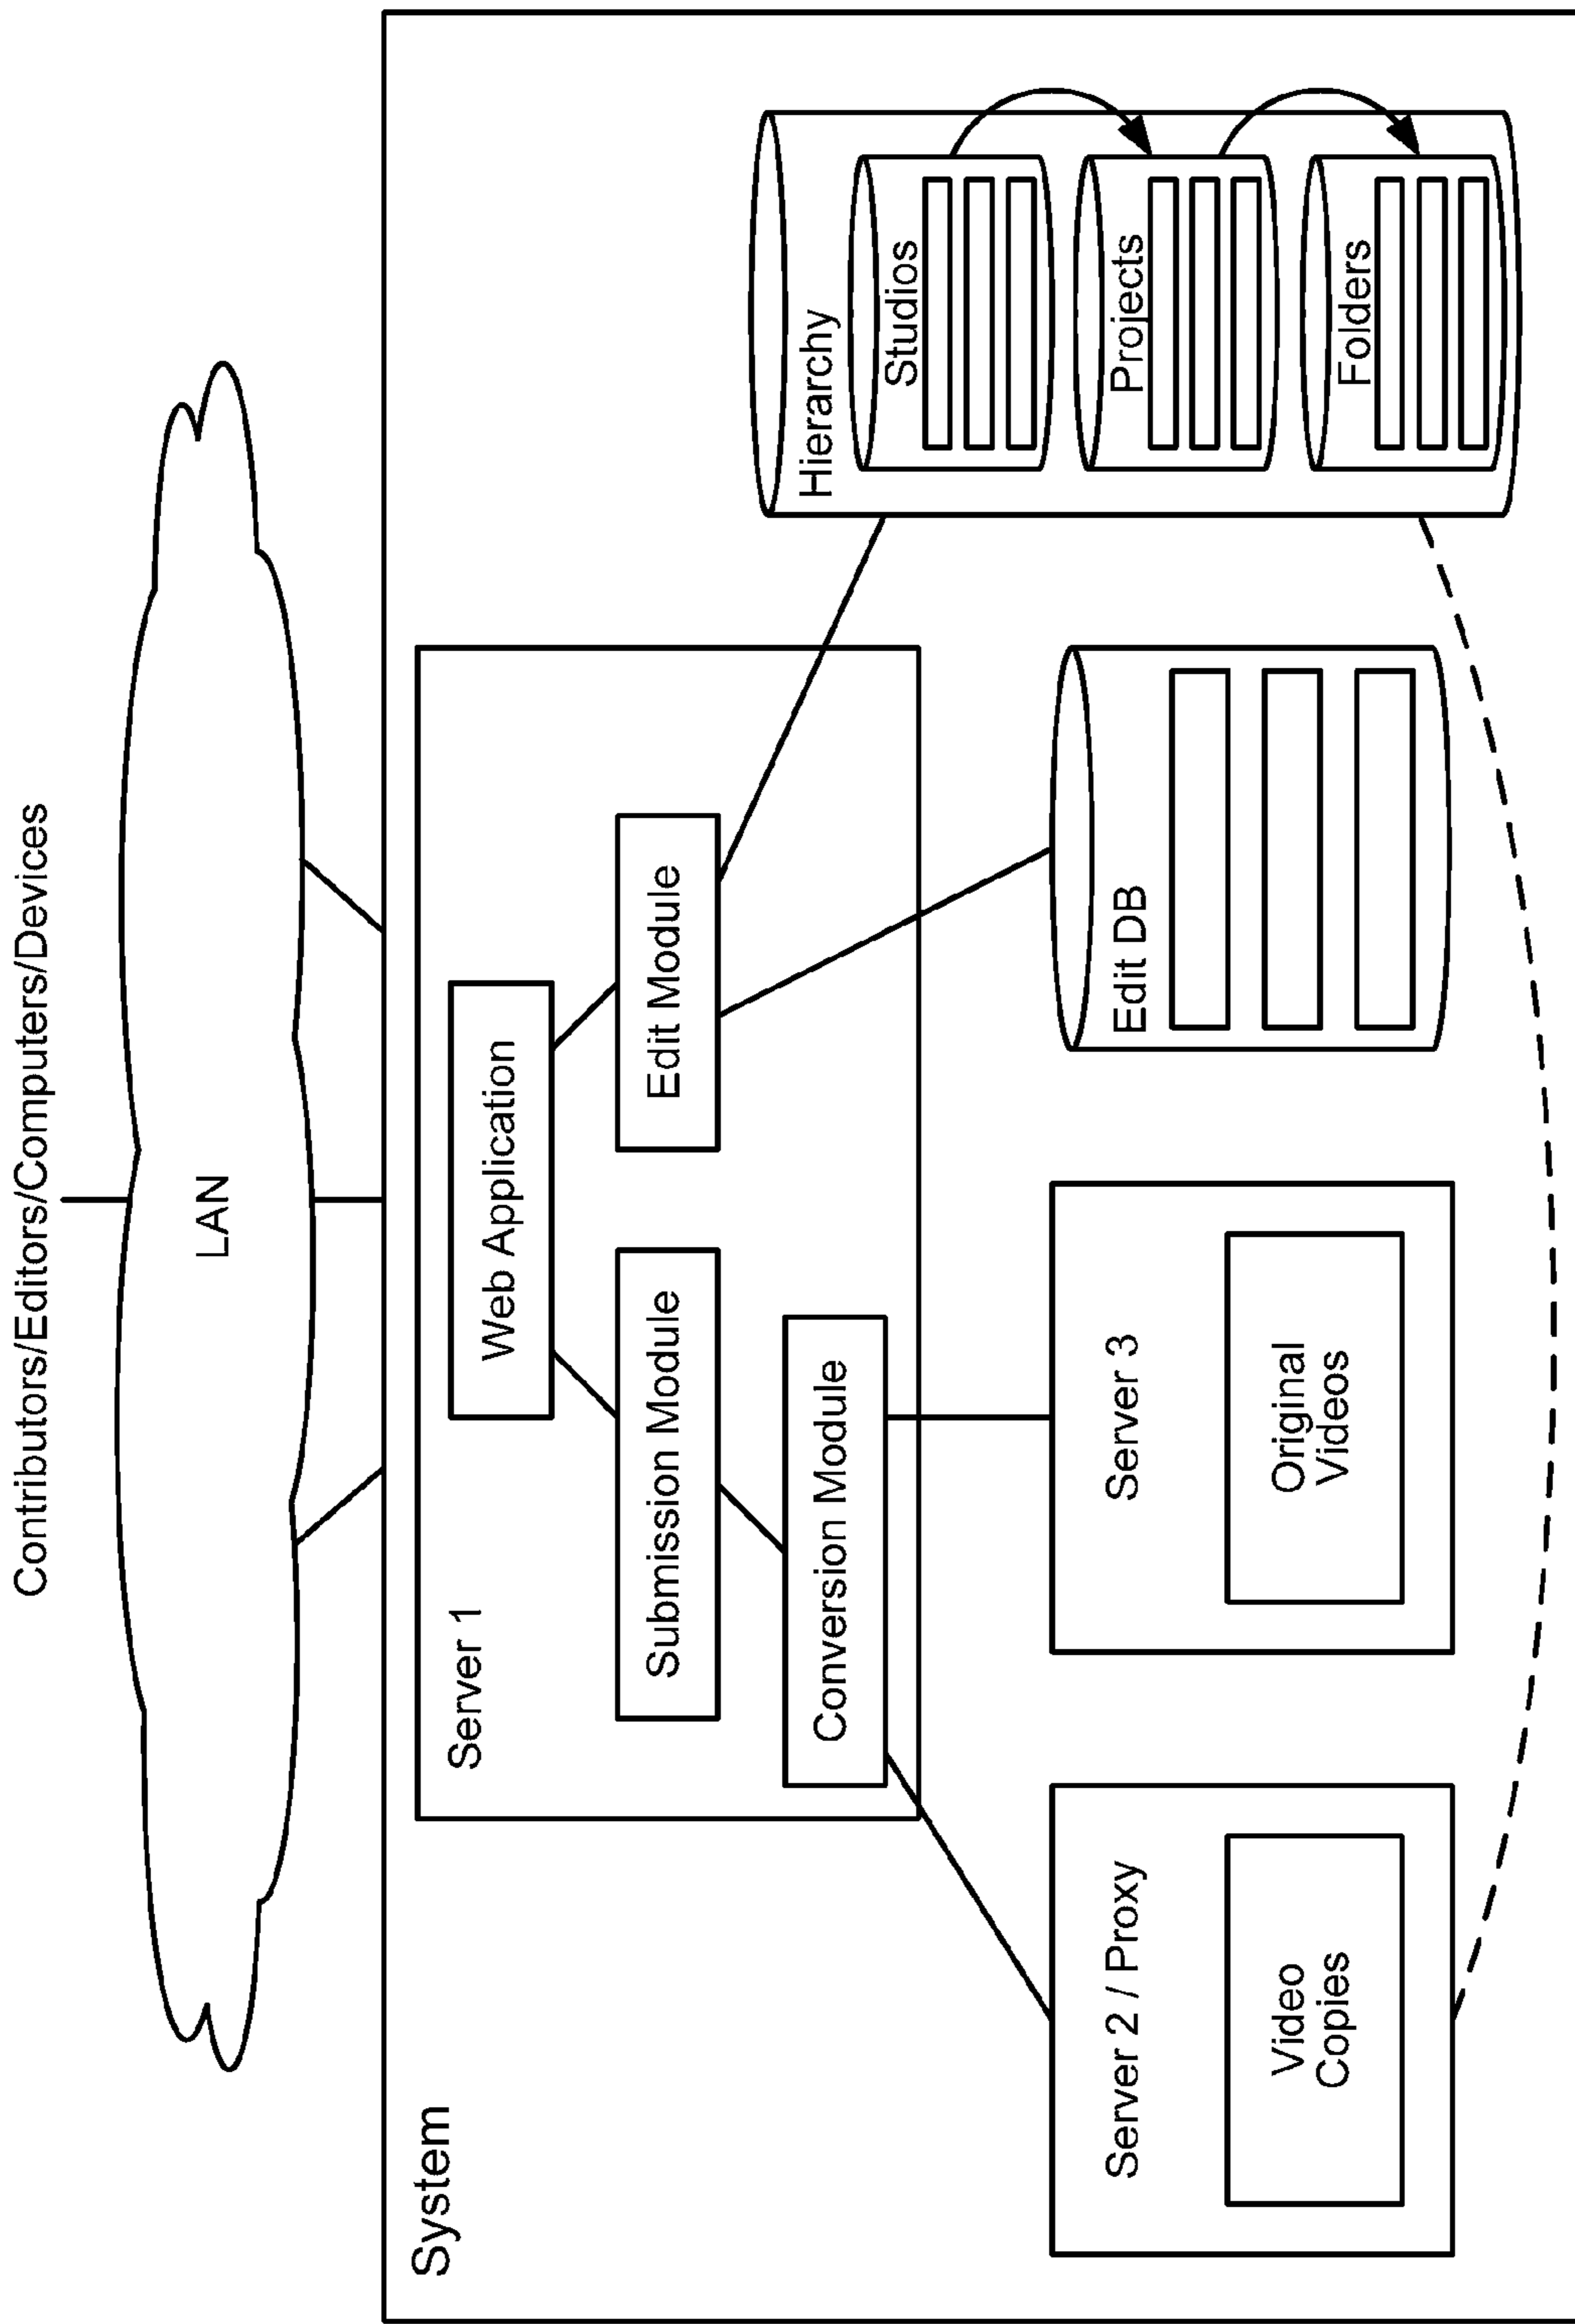 Contributors/Editors/Computers/Devices
LAN
System
Server 1
Web Application
Submission Module
Edit Module
Conversion Module
Server 2 / Proxy
Video
Copies
Server 3
Original
Videos
Edit DB
Hierarchy
Studios
Projects
Folders